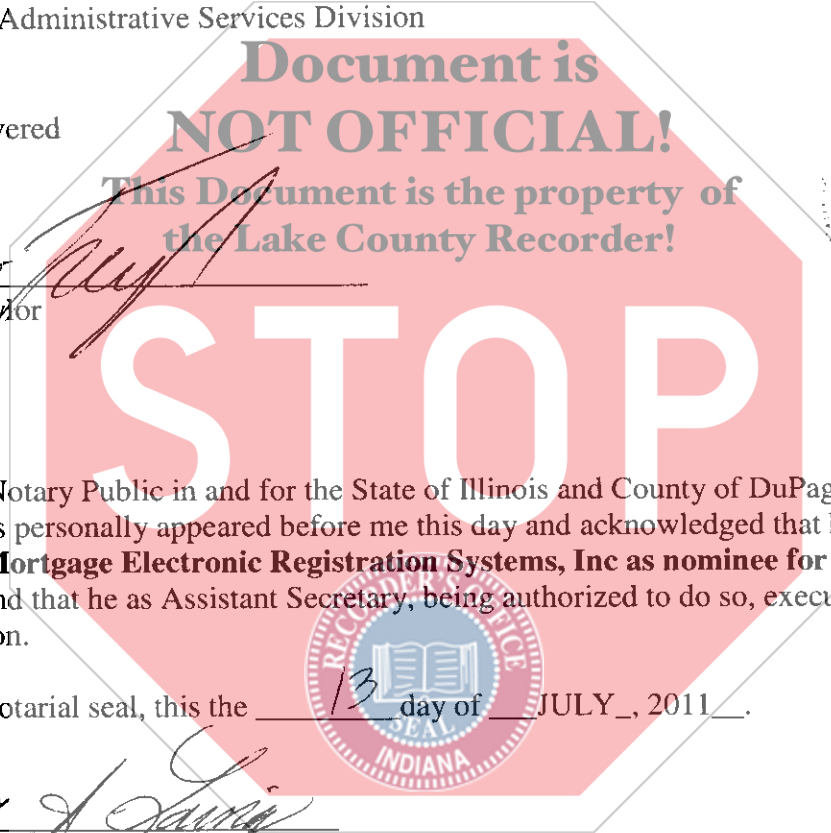 Administrative Services Division
Document is
NOT OFFICIAL!
vered
This Document is the property of
the Lake County Recorder!
STOP
Notary Public in and for the State of Illinois and County of DuPag
s personally appeared before me this day and acknowledged that
Mortgage Electronic Registration Systems, Inc as nominee for
nd that he as Assistant Secretary, being authorized to do so, execu
on.
otarial seal, this the 13 day of JULY_, 2011__.
RECORDER'S OFFICE
SEAL
INDIANA